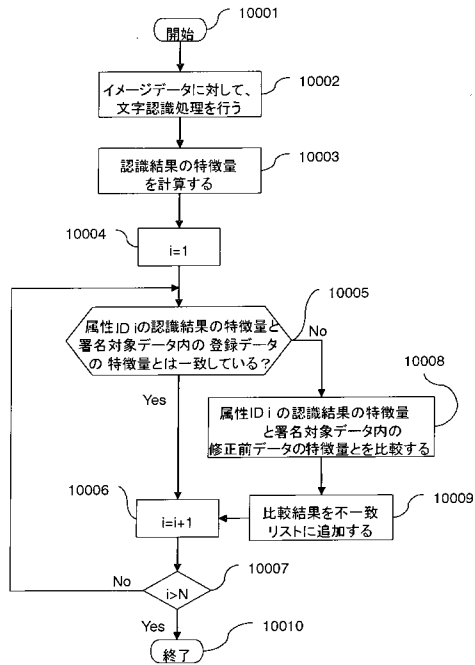 10001
開始
10002
イメージデータに対して、
文字認識処理を行う
10003
認識結果の特徴量
を計算する
10004
i=1
10005
属性ID iの認識結果の特徴量と
署名対象データ内の 登録データ
の 特徴量とは一致している？
No
Yes
10008
属性ID i の認識結果の特徴量
と署名対象データ内の
修正前データの特徴量とを比較する
10006
i=i+1
10009
比較結果を不一致
リストに追加する
No
10007
i>N
Yes
10010
終了